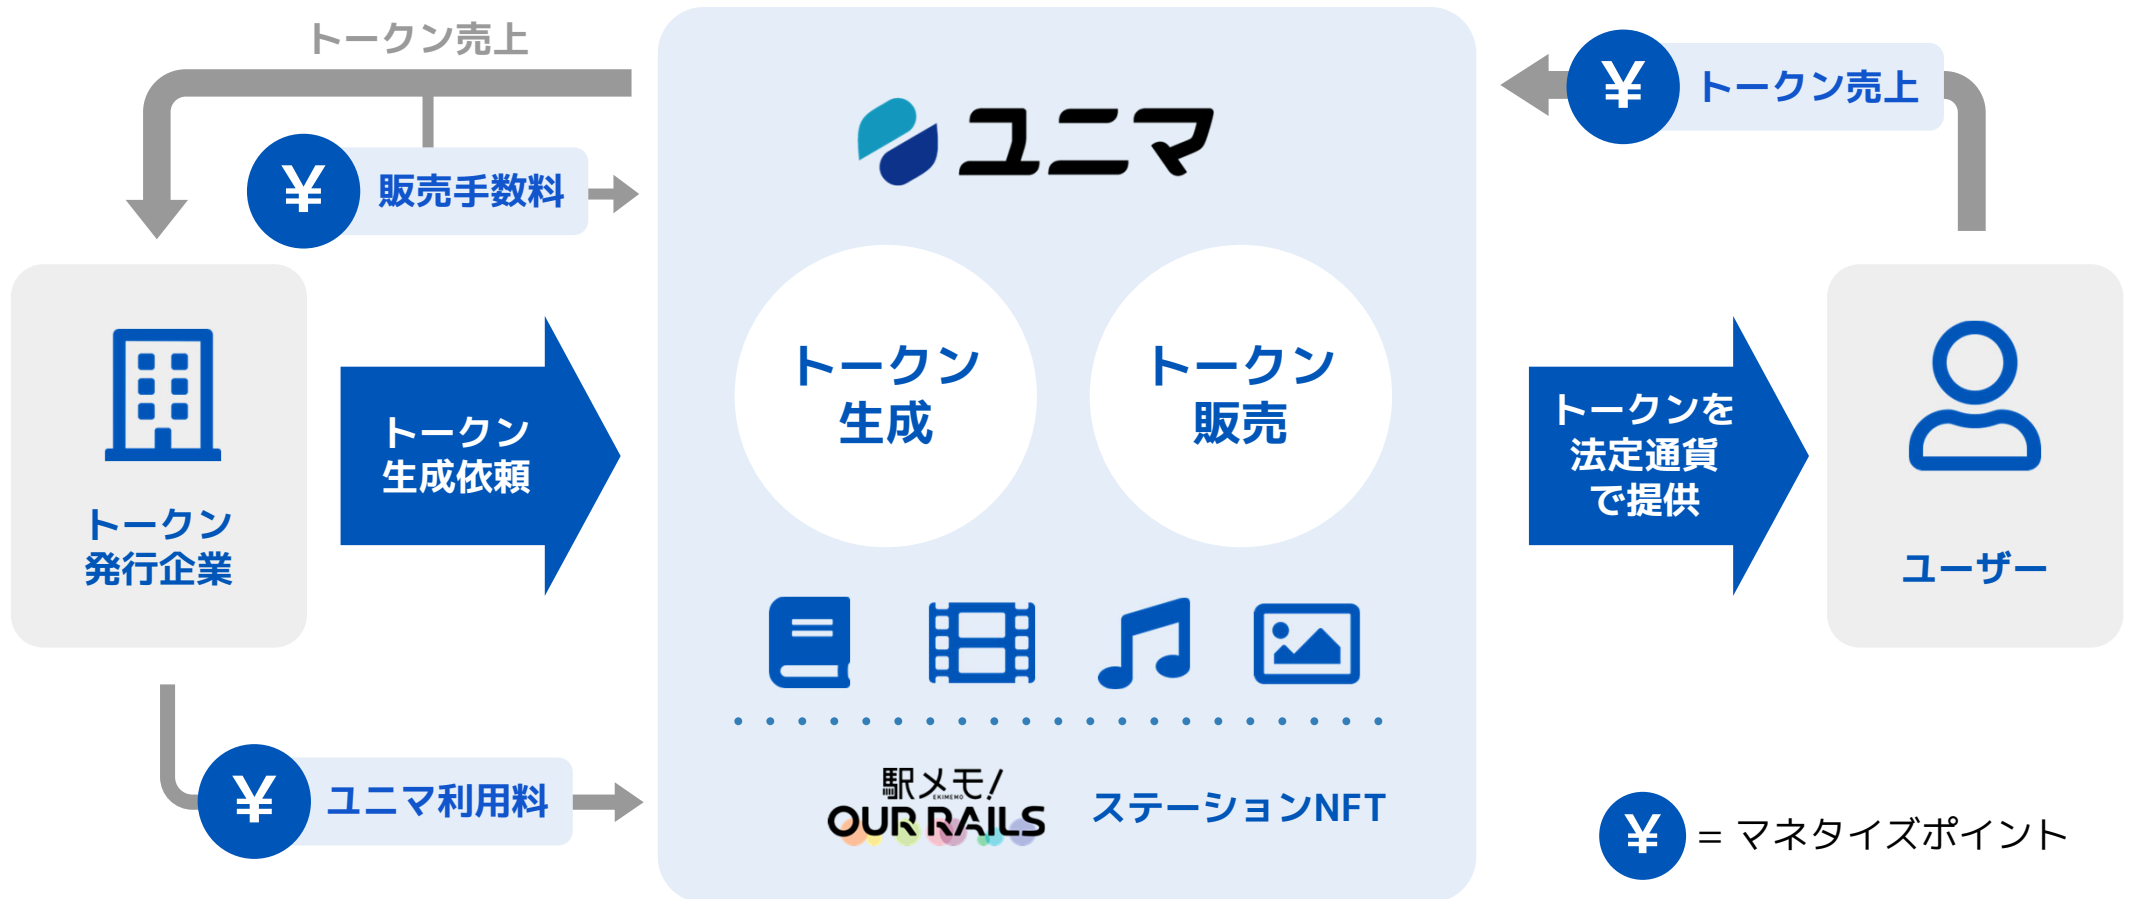 トークン売上
¥ 販売手数料
トークン
発行企業
トークン
生成依頼
¥ ユニマ利用料
ユニマ
トークン
生成
トークン
販売
駅メモ!
EKIMEMO
OUR RAILS
ステーションNFT
¥ トークン売上
トークンを
法定通貨
で提供
ユーザー
¥ = マネタイズポイント